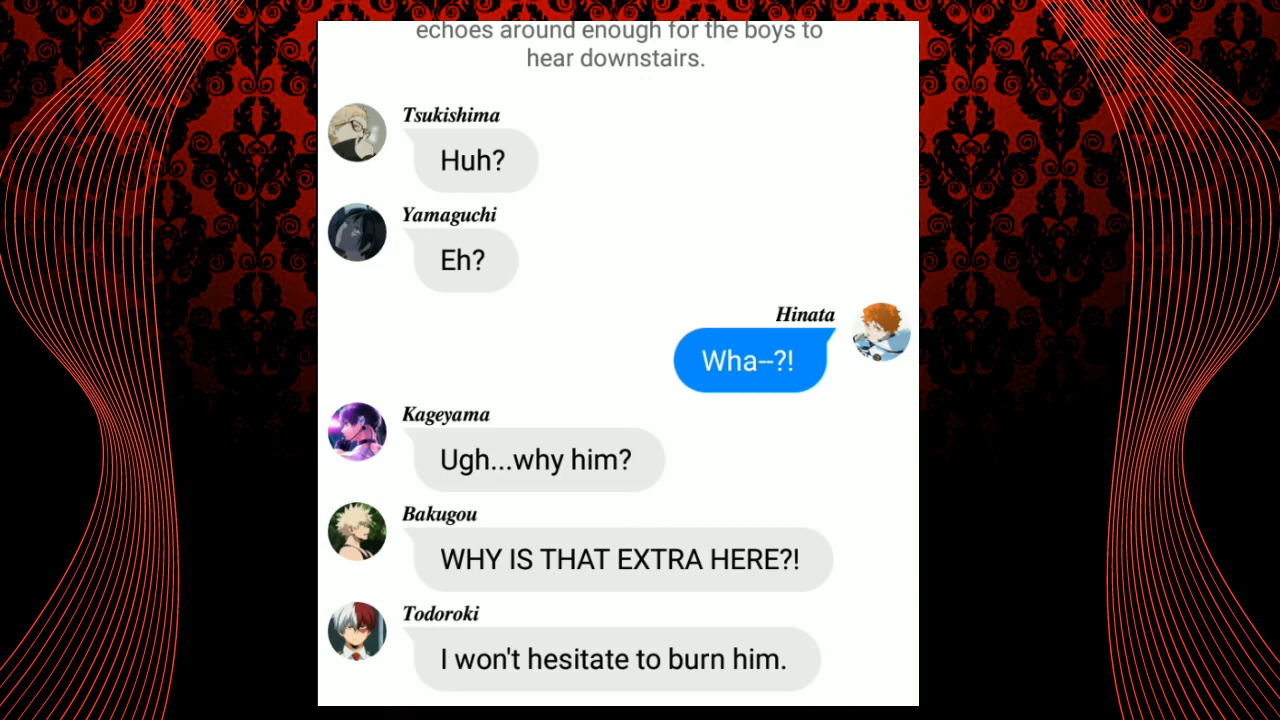 echoes around enough for the boys to
hear downstairs.
Tsukishima
Huh?
Yamaguchi
Eh?
Hinata
Wha--?!
Kageyama
Ugh...why him?
Bakugou
WHY IS THAT EXTRA HERE?!
Todoroki
I won't hesitate to burn him.